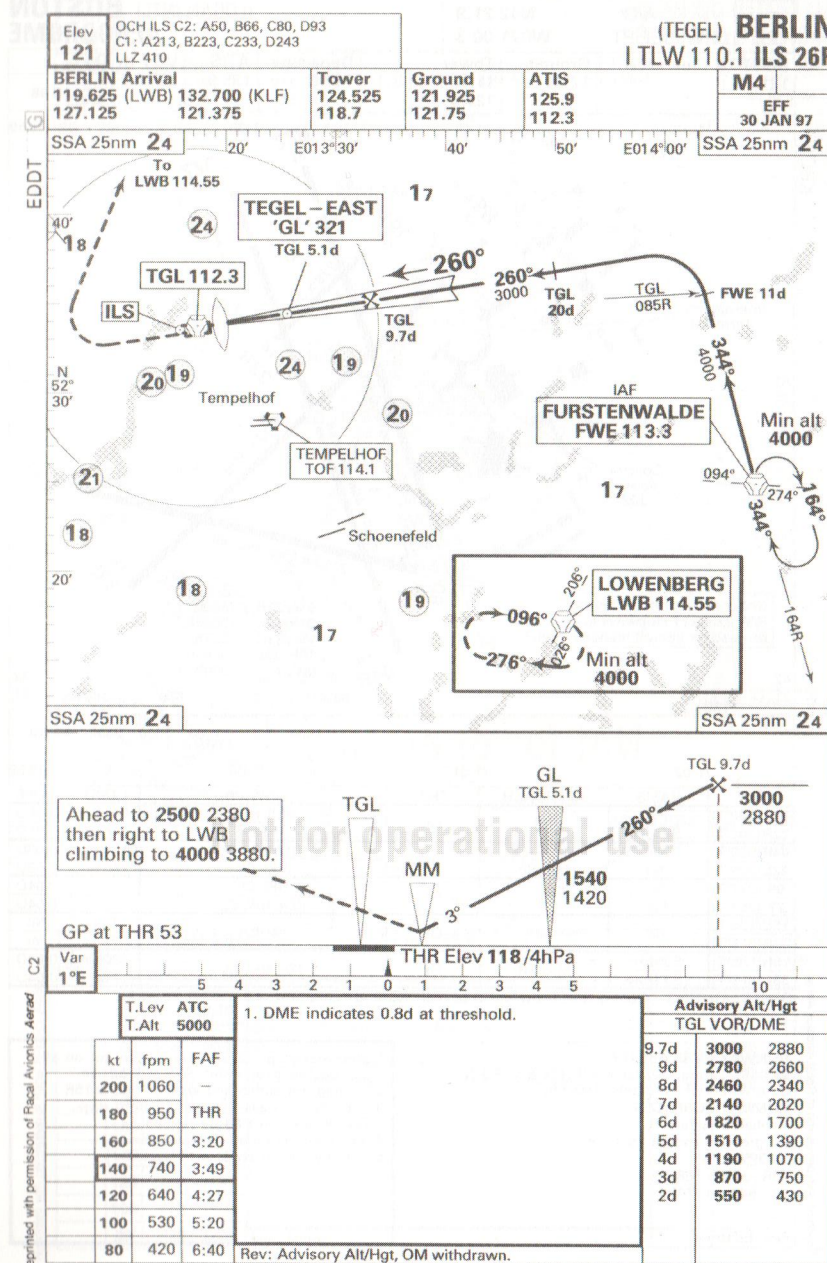 Elev
121
OCH ILS C2: A50, B66, C80, D93
C1: A213, B223, C233, D243
LLZ 410
(TEGEL) BERLIN
I TLW 110.1 ILS 26R
BERLIN Arrival
119.625 (LWB) 132.700 (KLF)
127.125 121.375
Tower
124.525
118.7
Ground
121.925
121.75
ATIS
125.9
112.3
M4
EFF
30 JAN 97
EDDT G
SSA 25nm 24
20'
E013°30'
40'
50'
E014°00'
SSA 25nm 24
To
LWB 114.55
TEGEL–EAST
'GL' 321
TGL 5.1d
17
40'
18
24
TGL 112.3
ILS
260°
260°
3000
TGL
20d
TGL
085R
FWE 11d
TGL
9.7d
344°
4000
N
52°
30'
20
19
24
19
20
Tempelhof
TEMPELHOF
TOF 114.1
IAF
FURSTENWALDE
FWE 113.3
Min alt
4000
094°
274°
164°
344°
164R
21
17
18
Schoenefeld
20'
18
19
17
LOWENBERG
LWB 114.55
206°
096°
026°
276°
Min alt
4000
SSA 25nm 24
SSA 25nm 24
Ahead to 2500 2380
then right to LWB
climbing to 4000 3880.
TGL
MM
GL
TGL 5.1d
TGL 9.7d
3000
2880
260°
1540
1420
3°
Not for operational use
GP at THR 53
THR Elev 118/4hPa
C2
Var
1°E
5 4 3 2 1 0 1 2 3 4 5 10
T.Lev ATC
T.Alt 5000
kt fpm FAF
200 1060 –
180 950 THR
160 850 3:20
140 740 3:49
120 640 4:27
100 530 5:20
80 420 6:40
1. DME indicates 0.8d at threshold.
Rev: Advisory Alt/Hgt, OM withdrawn.
Advisory Alt/Hgt
TGL VOR/DME
9.7d 3000 2880
9d 2780 2660
8d 2460 2340
7d 2140 2020
6d 1820 1700
5d 1510 1390
4d 1190 1070
3d 870 750
2d 550 430
eprinted with permission of Racal Avionics Aerad